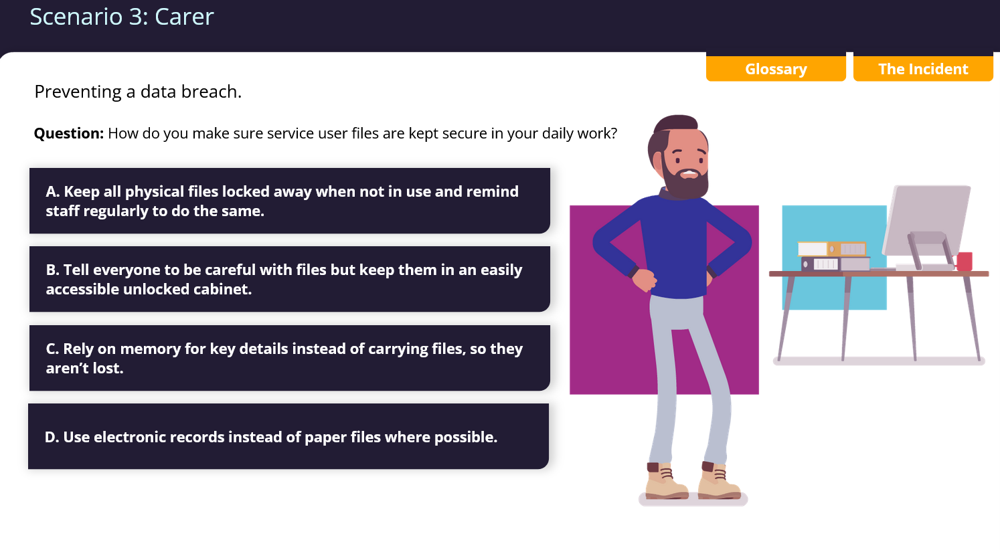 Scenario 3: Carer
Glossary
The Incident
Preventing a data breach.
Question: How do you make sure service user files are kept secure in your daily work?
A. Keep all physical files locked away when not in use and remind
staff regularly to do the same.
B. Tell everyone to be careful with files but keep them in an easily
accessible unlocked cabinet.
C. Rely on memory for key details instead of carrying files, so they
aren’t lost.
D. Use electronic records instead of paper files where possible.